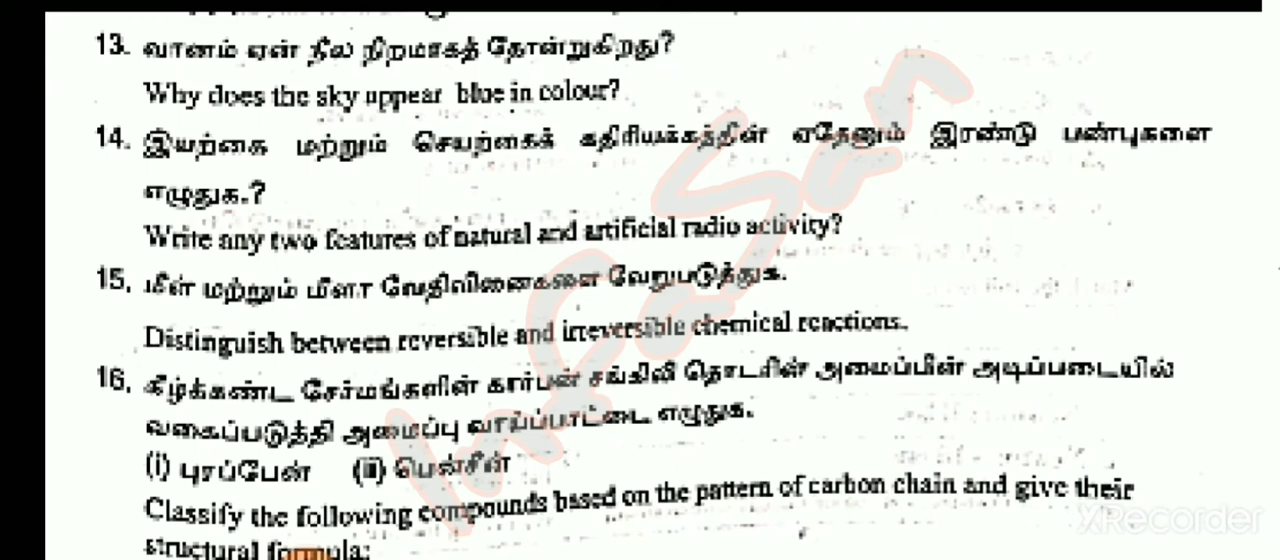 13. வானம் ஏன் நீல நிறமாகத் தோன்றுகிறது?
Why does the sky appear blue in colour?
14. இயற்கை மற்றும் செயற்கைக் கதிரியக்கத்தின் ஏதேனும் இரண்டு பண்புகளை
எழுதுக.?
Write any two features of natural and artificial radio activity?
15. மீள் மற்றும் மீளா வேதிவினைகளை வேறுபடுத்துக.
Distinguish between reversible and irreversible chemical reactions.
16. கீழ்க்கண்ட சேர்மங்களின் கார்பன் சங்கிலி தொடரின் அமைப்பின் அடிப்படையில்
வகைப்படுத்தி அமைப்பு வாய்ப்பாட்டை எழுதுக.
(i) புரப்பேன் (ii) பென்சீன்
Classify the following compounds based on the pattern of carbon chain and give their
structural formula:
InfaSan
XRecorder